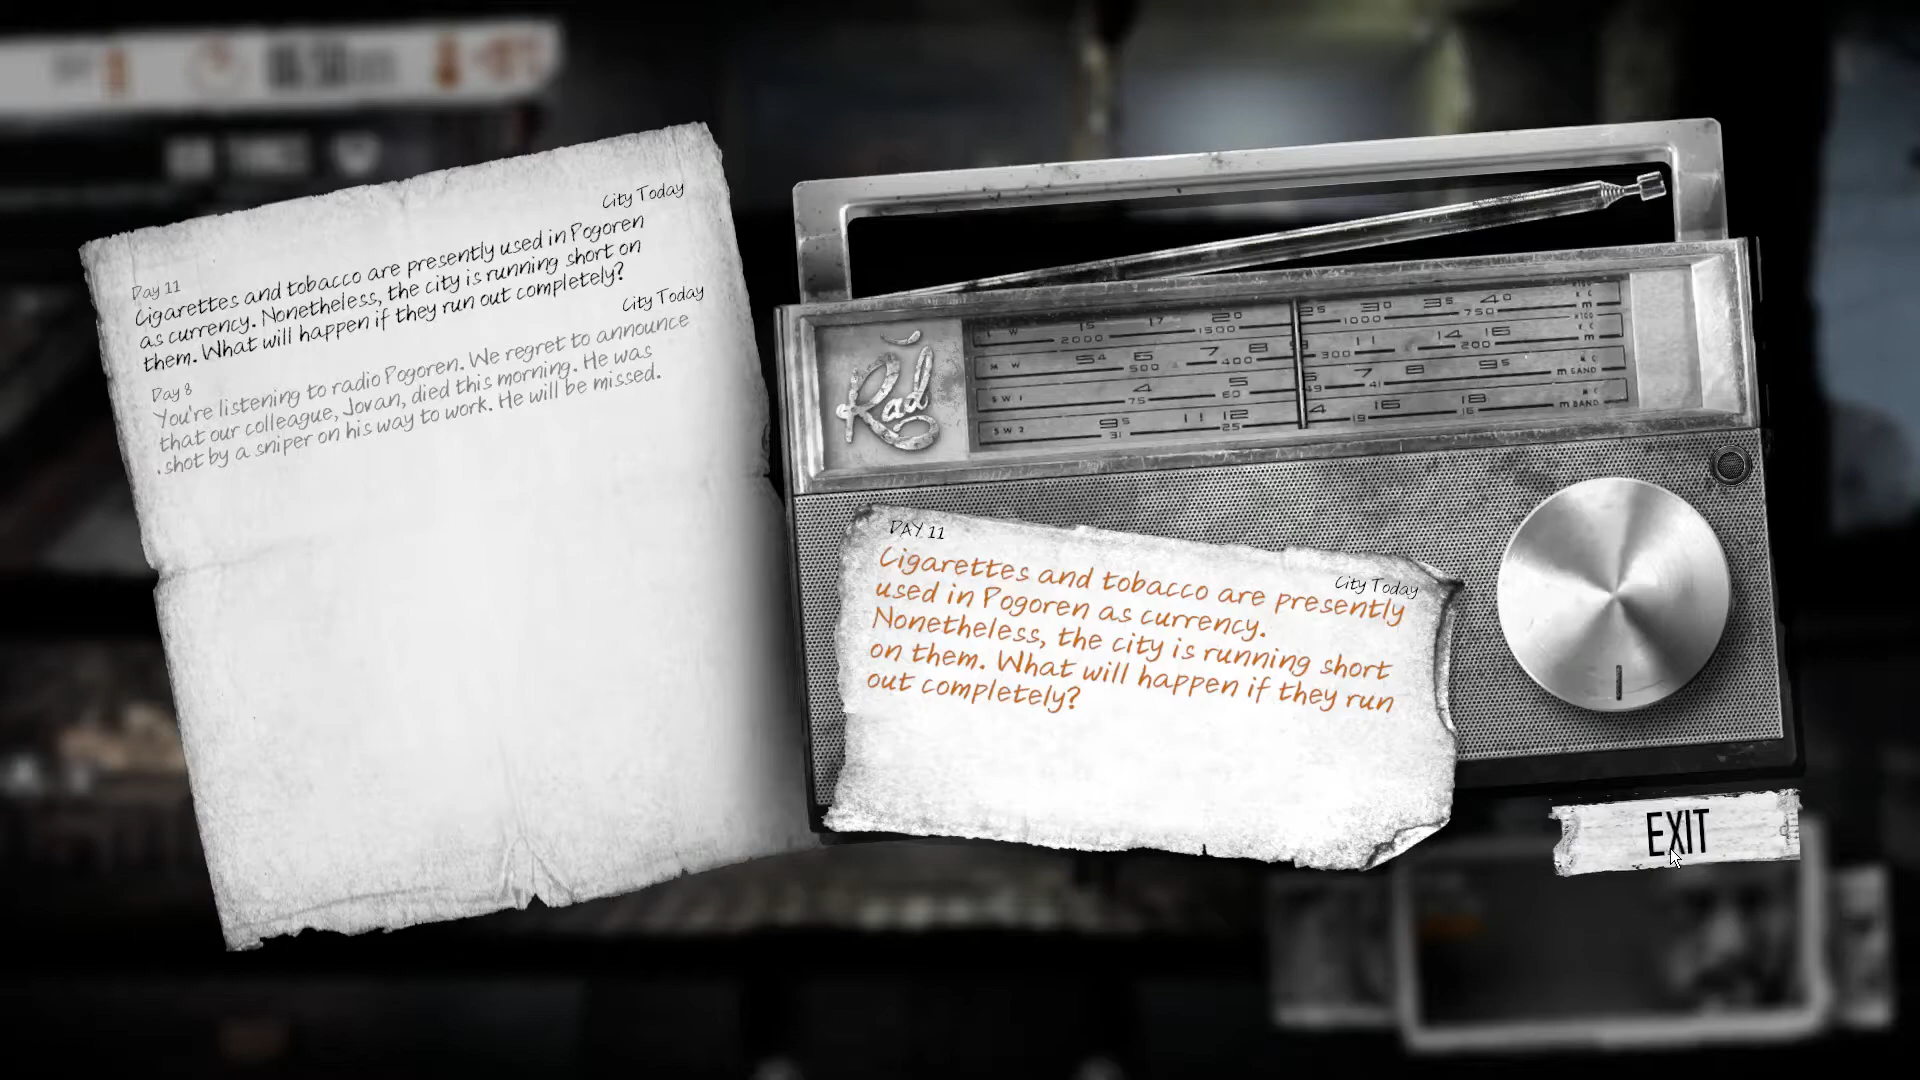 City Today
Day 11
Cigarettes and tobacco are presently used in Pogoren
as currency. Nonetheless, the city is running short on
them. What will happen if they run out completely?
City Today
Day 8
You're listening to radio Pogoren. We regret to announce
that our colleague, Jovan, died this morning. He was
.shot by a sniper on his way to work. He will be missed.
Rad
DAY 11
City Today
Cigarettes and tobacco are presently
used in Pogoren as currency.
Nonetheless, the city is running short
on them. What will happen if they run
out completely?
EXIT